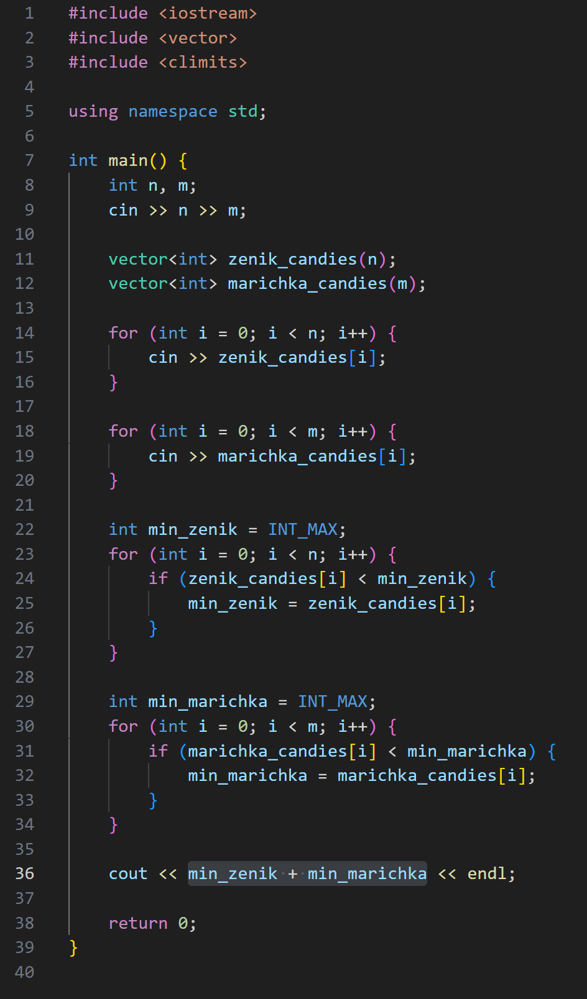 1 #include <iostream>
2 #include <vector>
3 #include <climits>
4
5 using namespace std;
6
7 int main() {
8     int n, m;
9     cin >> n >> m;
10
11     vector<int> zenik_candies(n);
12     vector<int> marichka_candies(m);
13
14     for (int i = 0; i < n; i++) {
15         cin >> zenik_candies[i];
16     }
17
18     for (int i = 0; i < m; i++) {
19         cin >> marichka_candies[i];
20     }
21
22     int min_zenik = INT_MAX;
23     for (int i = 0; i < n; i++) {
24         if (zenik_candies[i] < min_zenik) {
25             min_zenik = zenik_candies[i];
26         }
27     }
28
29     int min_marichka = INT_MAX;
30     for (int i = 0; i < m; i++) {
31         if (marichka_candies[i] < min_marichka) {
32             min_marichka = marichka_candies[i];
33         }
34     }
35
36     cout << min_zenik + min_marichka << endl;
37
38     return 0;
39 }
40